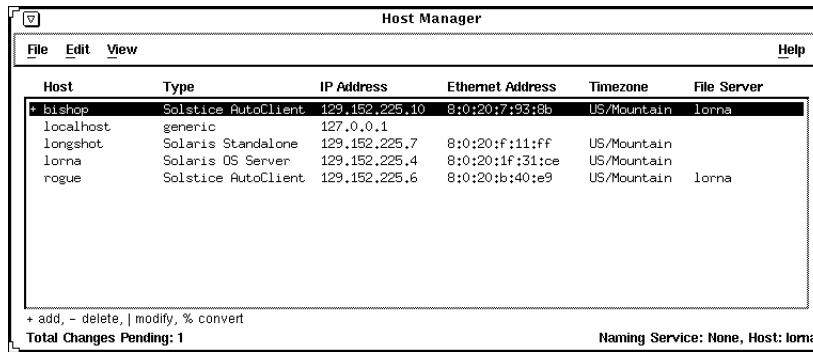 Host Manager
File Edit View Help
Host Type IP Address Ethernet Address Timezone File Server
+ bishop Solstice AutoClient 129.152.225.10 8:0:20:7:93:8b US/Mountain lorna
localhost generic 127.0.0.1
longshot Solaris Standalone 129.152.225.7 8:0:20:f:11:ff US/Mountain
lorna Solaris OS Server 129.152.225.4 8:0:20:1f:31:ce US/Mountain
rogue Solstice AutoClient 129.152.225.6 8:0:20:b:40:e9 US/Mountain lorna
+ add, - delete, | modify, % convert
Total Changes Pending: 1 Naming Service: None, Host: lorna